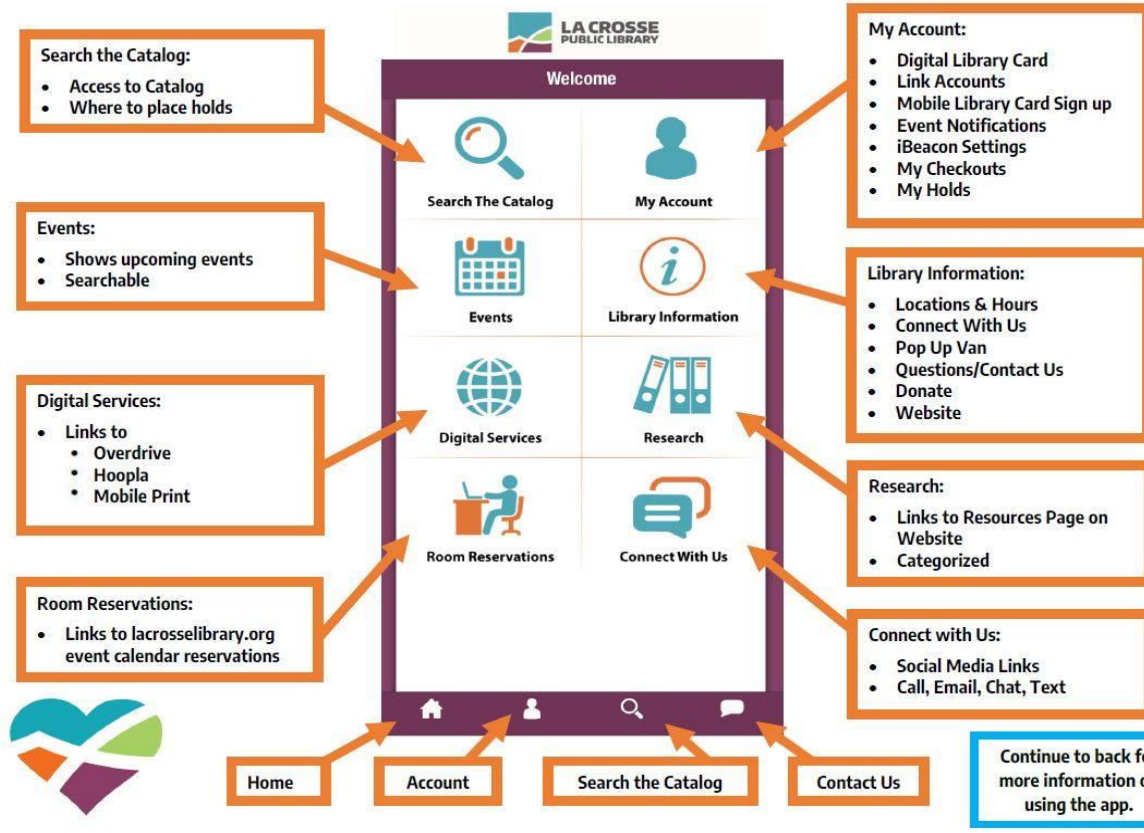 LA CROSSE
PUBLIC LIBRARY
Welcome
Search the Catalog:
• Access to Catalog
• Where to place holds
Events:
• Shows upcoming events
• Searchable
Digital Services:
• Links to
• Overdrive
• Hoopla
• Mobile Print
Room Reservations:
• Links to lacrosselibrary.org
event calendar reservations
Search The Catalog
My Account
Events
Library Information
Digital Services
Research
Room Reservations
Connect With Us
My Account:
• Digital Library Card
• Link Accounts
• Mobile Library Card Sign up
• Event Notifications
• iBeacon Settings
• My Checkouts
• My Holds
Library Information:
• Locations & Hours
• Connect With Us
• Pop Up Van
• Questions/Contact Us
• Donate
• Website
Research:
• Links to Resources Page on
Website
• Categorized
Connect with Us:
• Social Media Links
• Call, Email, Chat, Text
Home
Account
Search the Catalog
Contact Us
Continue to back
more information
using the app.